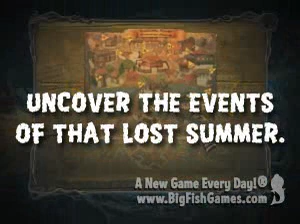 UNCOVER THE EVENTS
OF THAT LOST SUMMER.
A New Game Every Day!®
www.BigFishGames.com